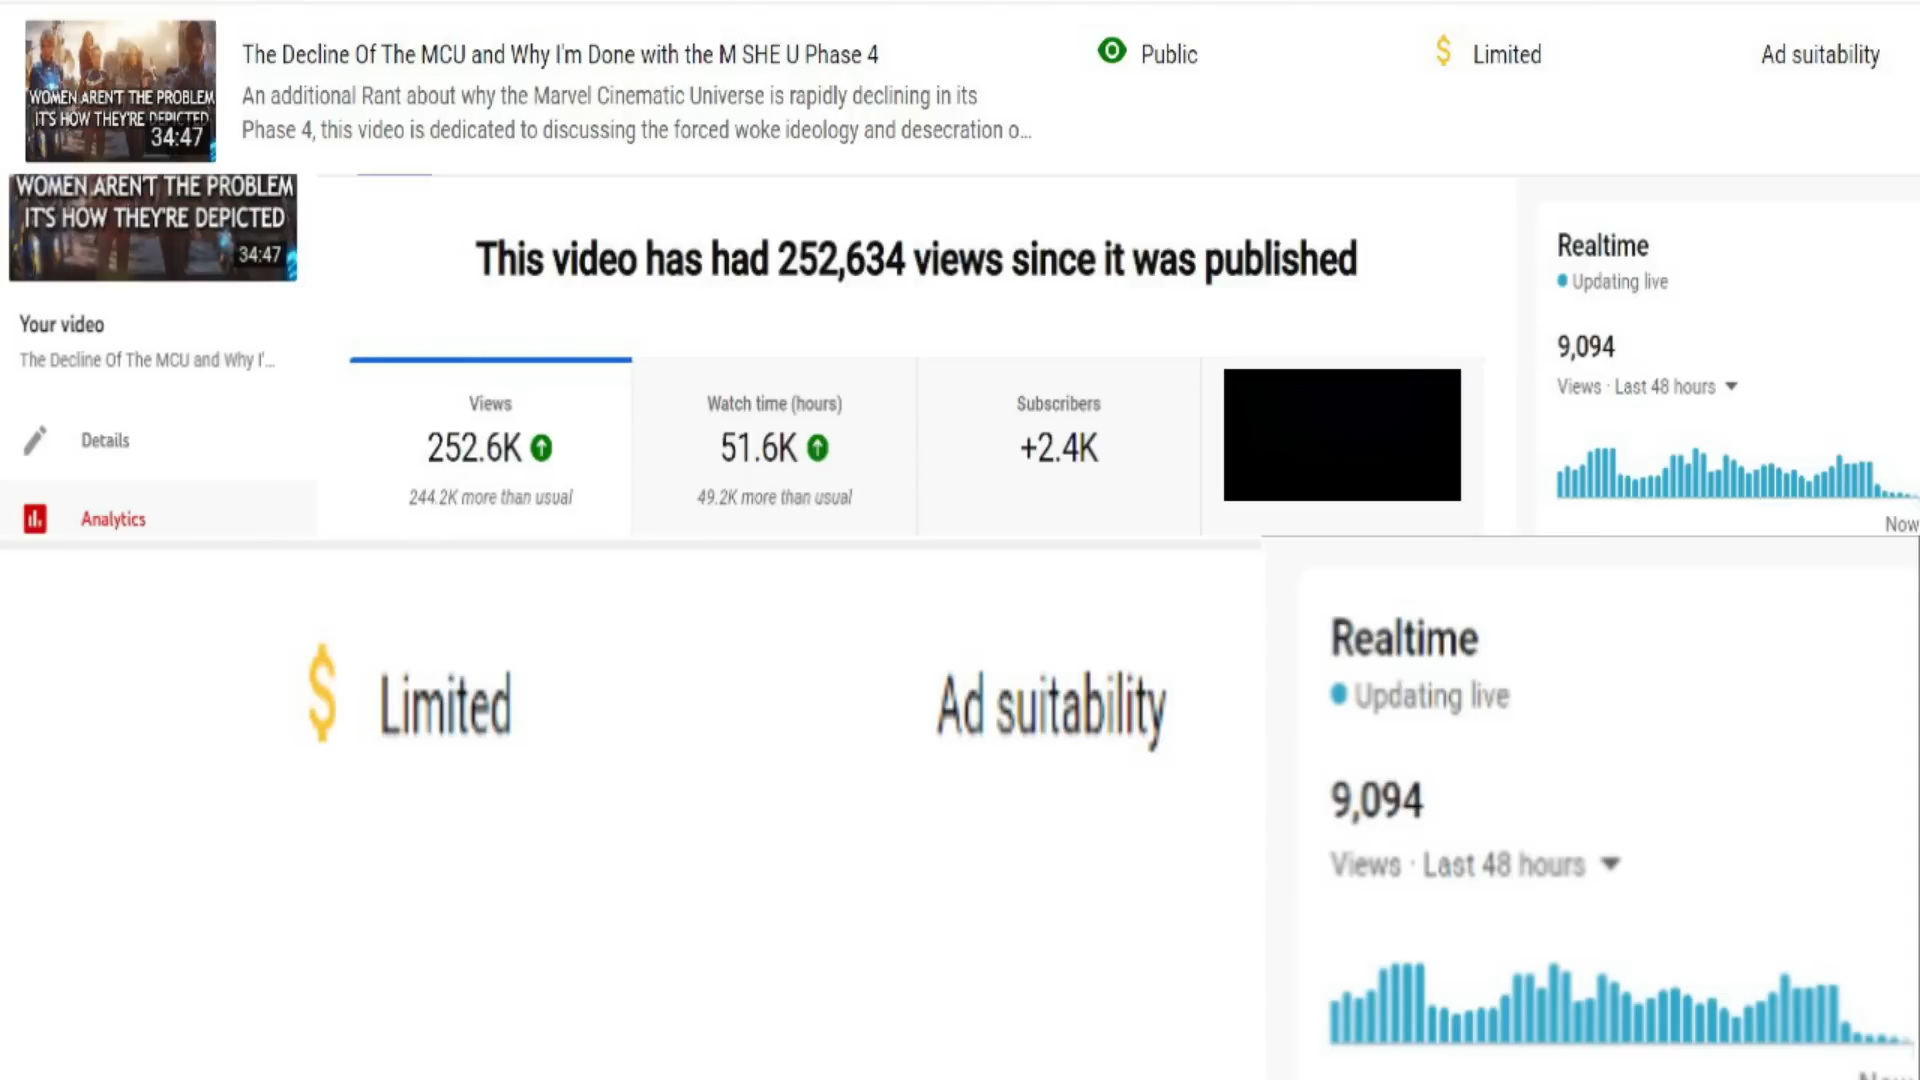 WOMEN AREN'T THE PROBLEM
IT'S HOW THEY'RE DEPICTED
34:47
The Decline Of The MCU and Why I'm Done with the M SHE U Phase 4
An additional Rant about why the Marvel Cinematic Universe is rapidly declining in its
Phase 4, this video is dedicated to discussing the forced woke ideology and desecration o...
Public
$ Limited
Ad suitability
WOMEN AREN'T THE PROBLEM
IT'S HOW THEY'RE DEPICTED
34:47
Your video
The Decline Of The MCU and Why I'...
Details
Analytics
This video has had 252,634 views since it was published
Views
252.6K
244.2K more than usual
Watch time (hours)
51.6K
49.2K more than usual
Subscribers
+2.4K
Realtime
Updating live
9,094
Views · Last 48 hours
Now
$ Limited
Ad suitability
Realtime
Updating live
9,094
Views · Last 48 hours
Now